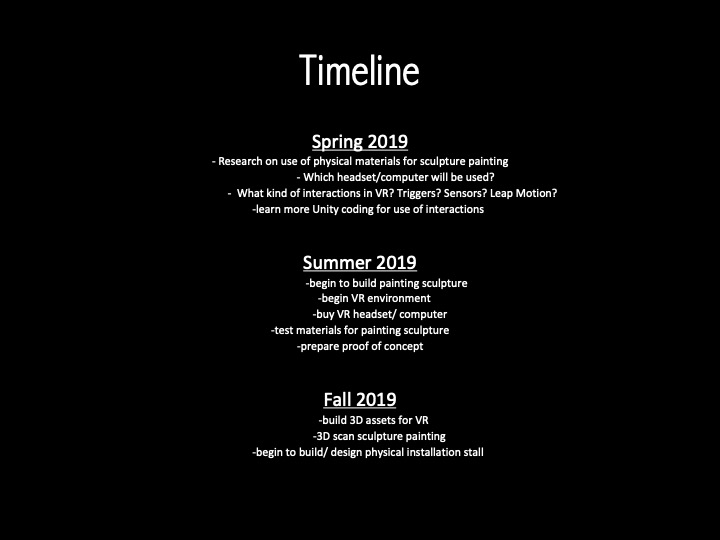 Timeline
Spring 2019
- Research on use of physical materials for sculpture painting
- Which headset/computer will be used?
- What kind of interactions in VR? Triggers? Sensors? Leap Motion?
-learn more Unity coding for use of interactions
Summer 2019
-begin to build painting sculpture
-begin VR environment
-buy VR headset/ computer
-test materials for painting sculpture
-prepare proof of concept
Fall 2019
-build 3D assets for VR
-3D scan sculpture painting
-begin to build/ design physical installation stall